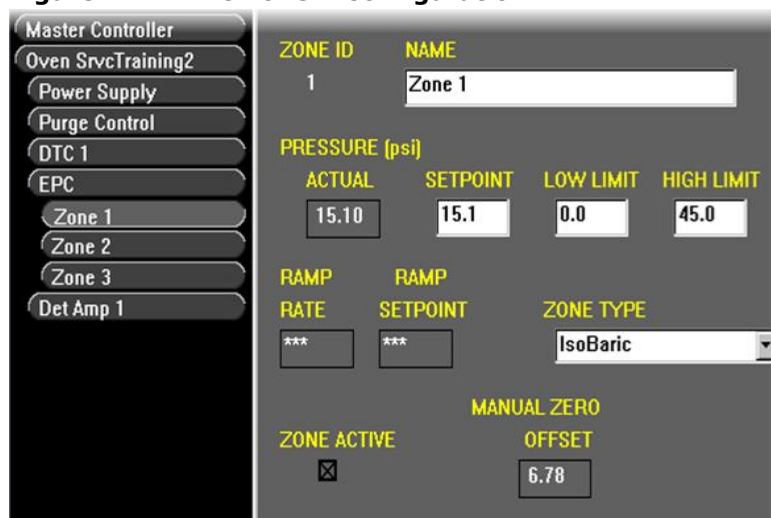 Master Controller
Oven SrvcTraining2
Power Supply
Purge Control
DTC 1
EPC
Zone 1
Zone 2
Zone 3
Det Amp 1
ZONE ID NAME
1 Zone 1
PRESSURE (psi)
ACTUAL SETPOINT LOW LIMIT HIGH LIMIT
15.10 15.1 0.0 45.0
RAMP RAMP
RATE SETPOINT ZONE TYPE
*** *** IsoBaric
MANUAL ZERO
ZONE ACTIVE OFFSET
6.78